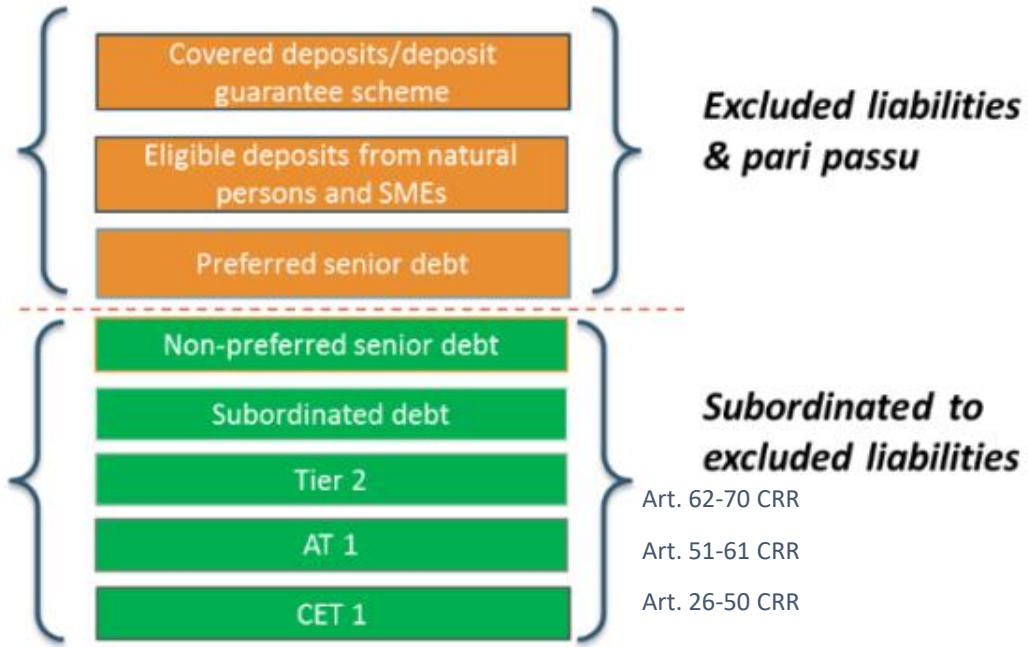 Covered deposits/deposit
guarantee scheme
Eligible deposits from natural
persons and SMEs
Preferred senior debt
Excluded liabilities
& pari passu
Non-preferred senior debt
Subordinated debt
Tier 2
AT 1
CET 1
Subordinated to
excluded liabilities
Art. 62-70 CRR
Art. 51-61 CRR
Art. 26-50 CRR